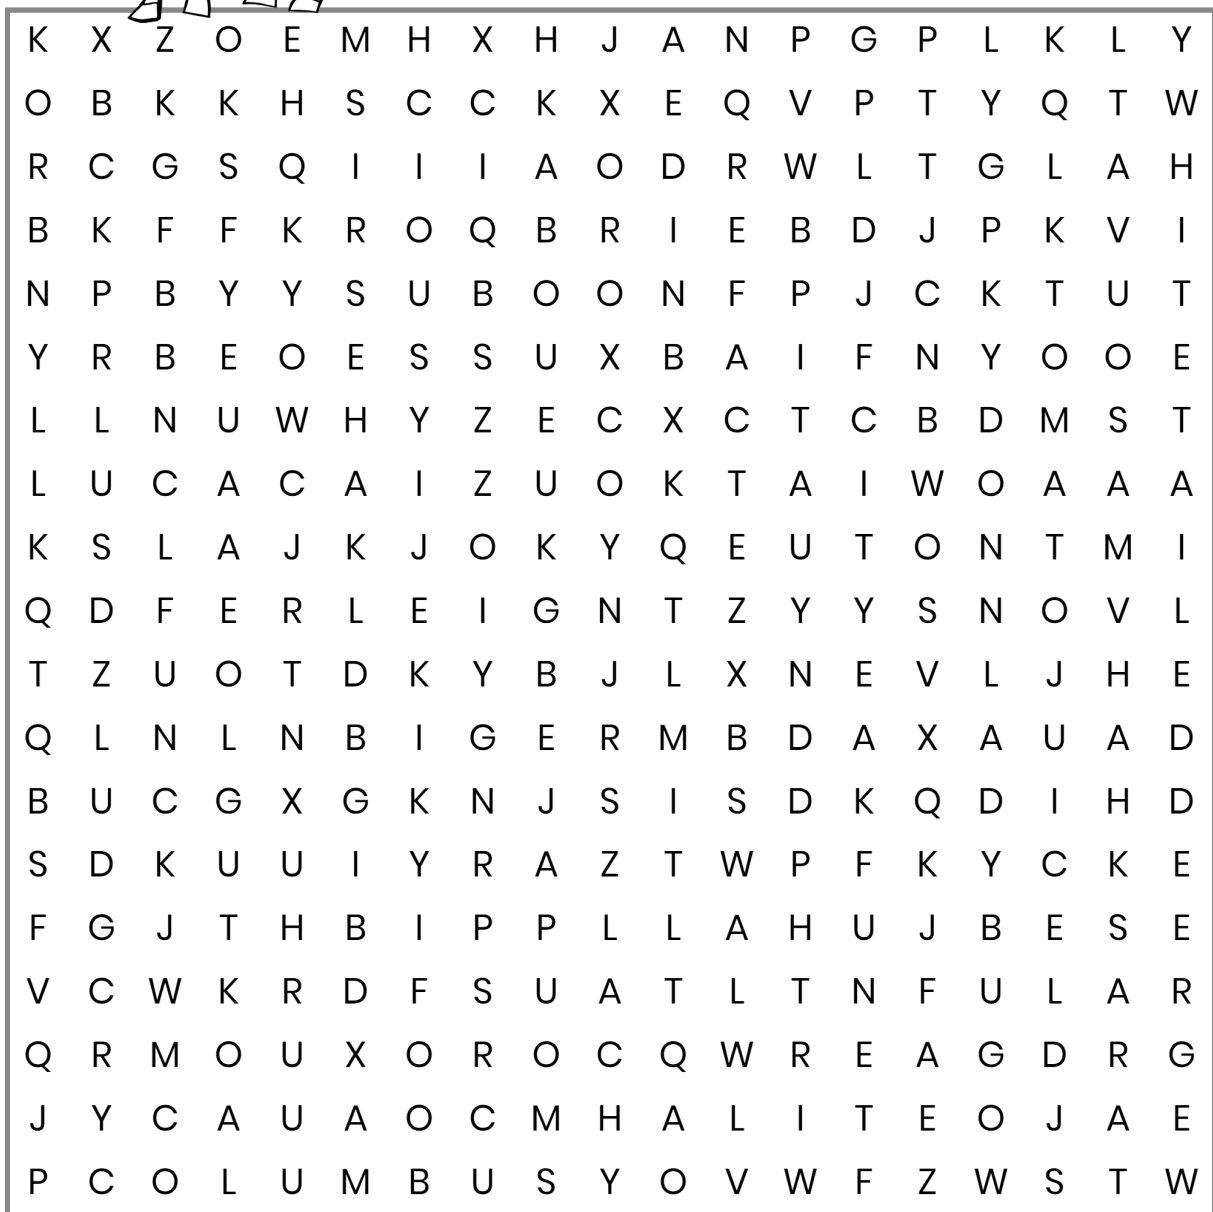 K X Z O E M H X H J A N P G P L K L Y
O B K K H S C C K X E Q V P T Y Q T W
R C G S Q I I I A O D R W L T G L A H
B K F F K R O Q B R I E B D J P K V I
N P B Y Y S U B O O N F P J C K T U T
Y R B E O E S S U X B A I F N Y O O E
L L N U W H Y Z E C X C T C B D M S T
L U C A C A I Z U O K T A I W O A A A
K S L A J K J O K Y Q E U T O N T M I
Q D F E R L E I G N T Z Y Y S N O V L
T Z U O T D K Y B J L X N E V L J H E
Q L N L N B I G E R M B D A X A U A D
B U C G X G K N J S I S D K Q D I H D
S D K U U I Y R A Z T W P F K Y C K E
F G J T H B I P P L L A H U J B E S E
V C W K R D F S U A T L T N F U L A R
Q R M O U X O R O C Q W R E A G D R G
J Y C A U A O C M H A L I T E O J A E
P C O L U M B U S Y O V W F Z W S T W